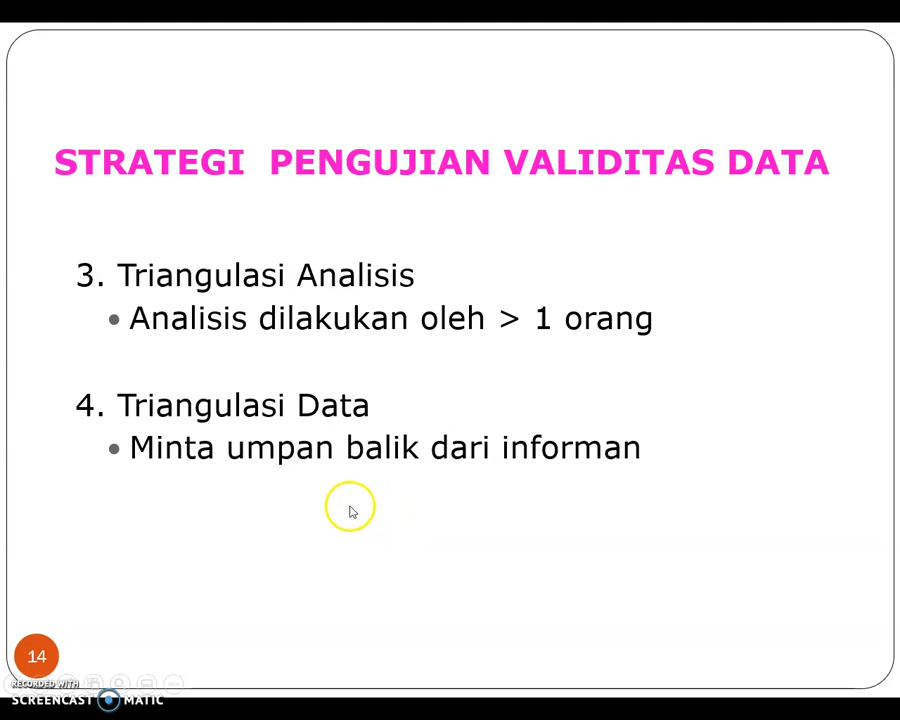 STRATEGI PENGUJIAN VALIDITAS DATA
3. Triangulasi Analisis
• Analisis dilakukan oleh > 1 orang
4. Triangulasi Data
• Minta umpan balik dari informan
14
RECORDED WITH
SCREENCAST MATIC